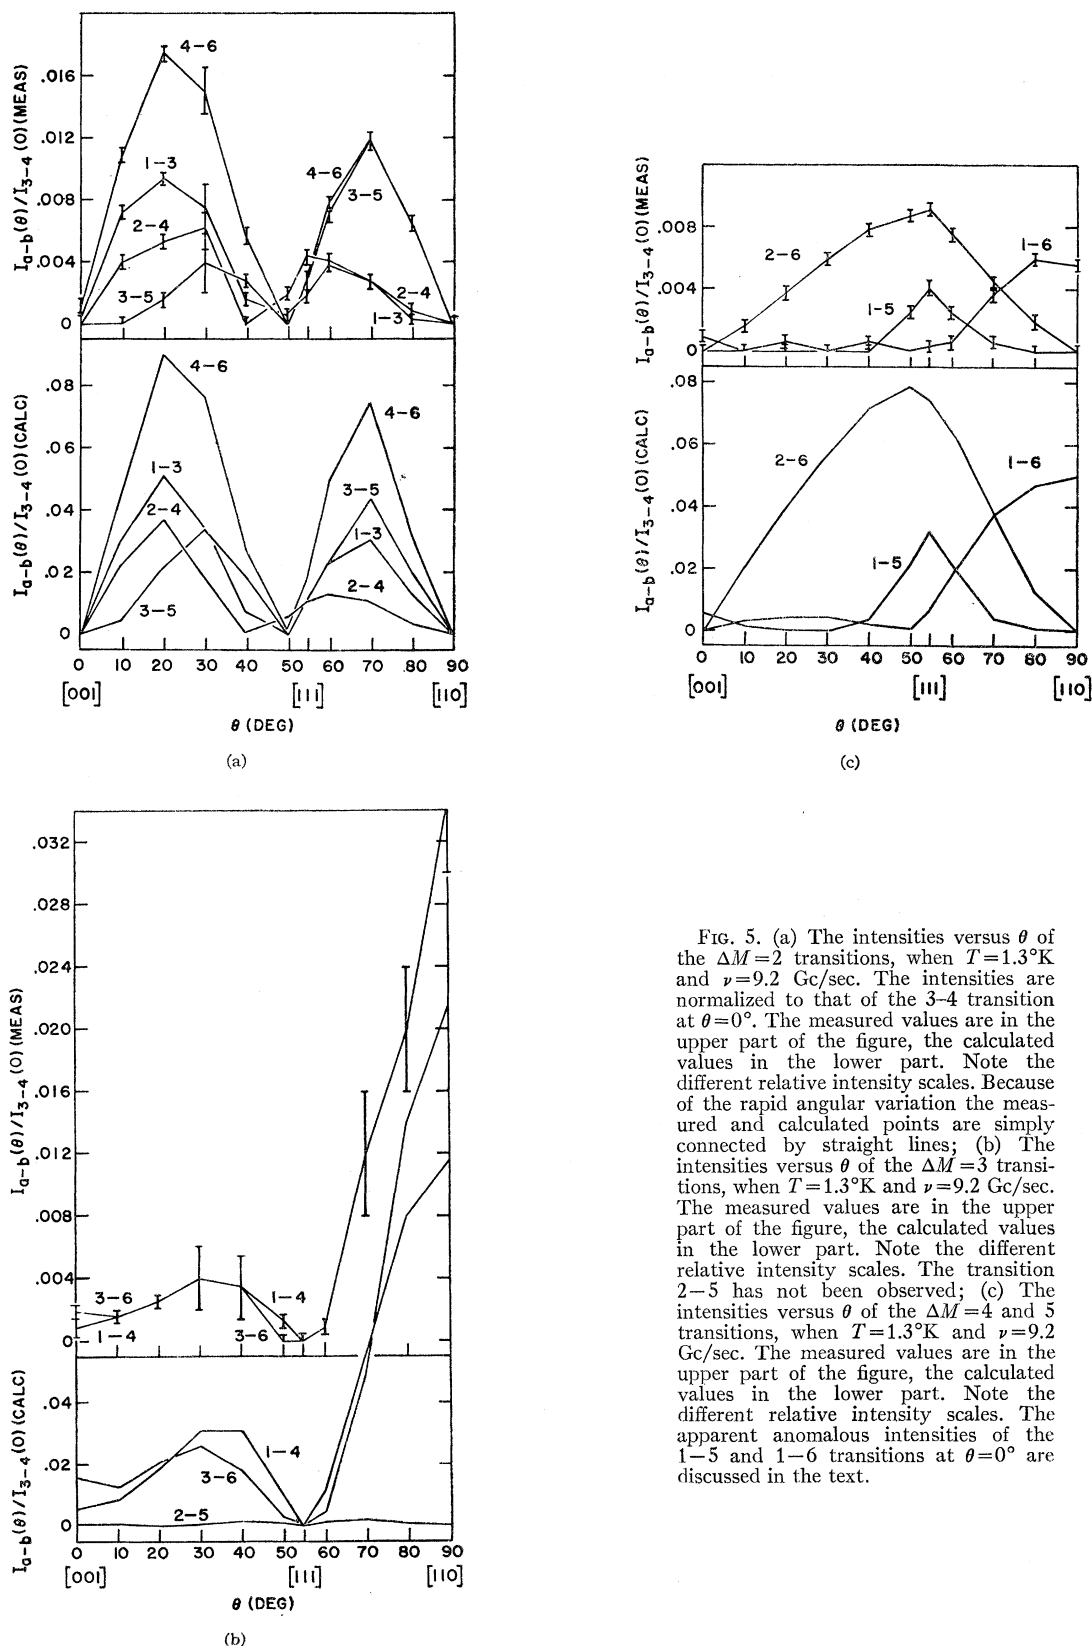 I_{a-b}(θ)/I_{3-4}(0)(MEAS)
.016
.012
.008
.004
0
4-6
1-3
2-4
3-5
4-6
3-5
2-4
1-3
I_{a-b}(θ)/I_{3-4}(0)(CALC)
.08
.06
.04
.02
0
4-6
1-3
2-4
3-5
4-6
3-5
1-3
2-4
0 10 20 30 40 50 60 70 80 90
[001] [111] [110]
θ (DEG)
(a)
I_{a-b}(θ)/I_{3-4}(0)(MEAS)
.008
.004
0
2-6
1-5
1-6
I_{a-b}(θ)/I_{3-4}(0)(CALC)
.08
.06
.04
.02
0
2-6
1-5
1-6
0 10 20 30 40 50 60 70 80 90
[001] [111] [110]
θ (DEG)
(c)
I_{a-b}(θ)/I_{3-4}(0)(MEAS)
.032
.028
.024
.020
.016
.012
.008
.004
0
3-6
1-4
1-4
3-6
I_{a-b}(θ)/I_{3-4}(0)(CALC)
.04
.02
0
1-4
3-6
2-5
0 10 20 30 40 50 60 70 80 90
[001] [111] [110]
θ (DEG)
(b)
FIG. 5. (a) The intensities versus θ of
the ΔM=2 transitions, when T=1.3°K
and ν=9.2 Gc/sec. The intensities are
normalized to that of the 3–4 transition
at θ=0°. The measured values are in the
upper part of the figure, the calculated
values in the lower part. Note the
different relative intensity scales. Because
of the rapid angular variation the meas-
ured and calculated points are simply
connected by straight lines; (b) The
intensities versus θ of the ΔM=3 transi-
tions, when T=1.3°K and ν=9.2 Gc/sec.
The measured values are in the upper
part of the figure, the calculated values
in the lower part. Note the different
relative intensity scales. The transition
2−5 has not been observed; (c) The
intensities versus θ of the ΔM=4 and 5
transitions, when T=1.3°K and ν=9.2
Gc/sec. The measured values are in the
upper part of the figure, the calculated
values in the lower part. Note the
different relative intensity scales. The
apparent anomalous intensities of the
1−5 and 1−6 transitions at θ=0° are
discussed in the text.